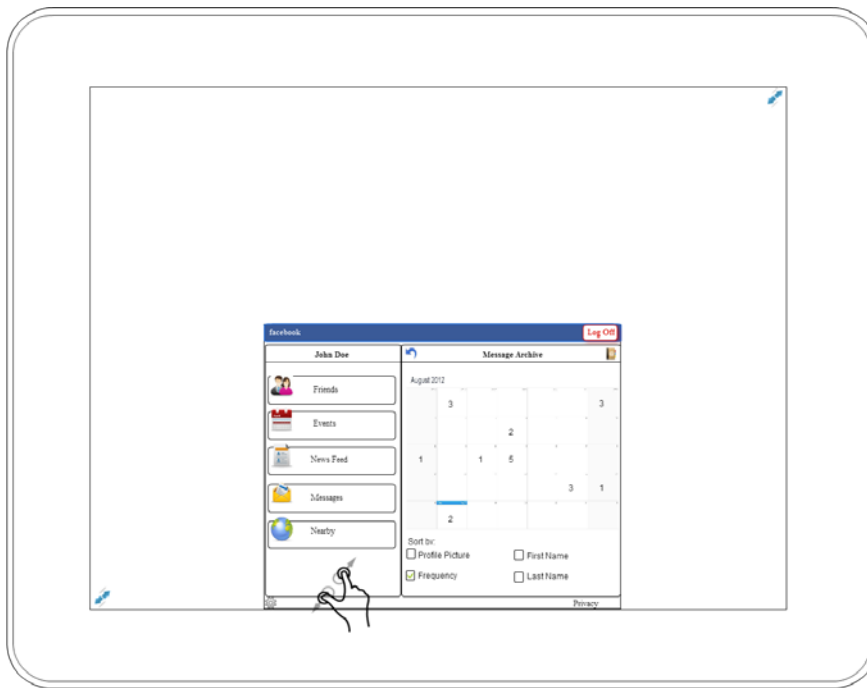 facebook Log Off
John Doe Message Archive
Friends
Events
News Feed
Messages
Nearby
August 2012
3 3
2
1 1 5
3 1
2
Sort by:
Profile Picture First Name
Frequency Last Name
Privacy